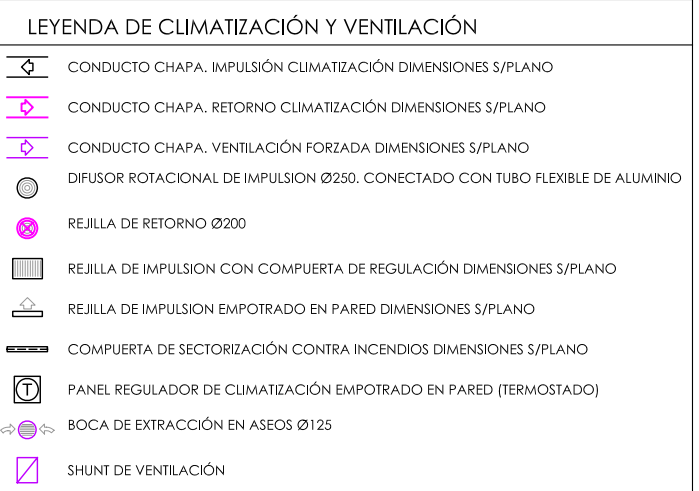 LEYENDA DE CLIMATIZACIÓN Y VENTILACIÓN
CONDUCTO CHAPA. IMPULSIÓN CLIMATIZACIÓN DIMENSIONES S/PLANO
CONDUCTO CHAPA. RETORNO CLIMATIZACIÓN DIMENSIONES S/PLANO
CONDUCTO CHAPA. VENTILACIÓN FORZADA DIMENSIONES S/PLANO
DIFUSOR ROTACIONAL DE IMPULSION Ø250. CONECTADO CON TUBO FLEXIBLE DE ALUMINIO
REJILLA DE RETORNO Ø200
REJILLA DE IMPULSION CON COMPUERTA DE REGULACIÓN DIMENSIONES S/PLANO
REJILLA DE IMPULSION EMPOTRADO EN PARED DIMENSIONES S/PLANO
COMPUERTA DE SECTORIZACIÓN CONTRA INCENDIOS DIMENSIONES S/PLANO
T PANEL REGULADOR DE CLIMATIZACIÓN EMPOTRADO EN PARED (TERMOSTADO)
BOCA DE EXTRACCIÓN EN ASEOS Ø125
SHUNT DE VENTILACIÓN